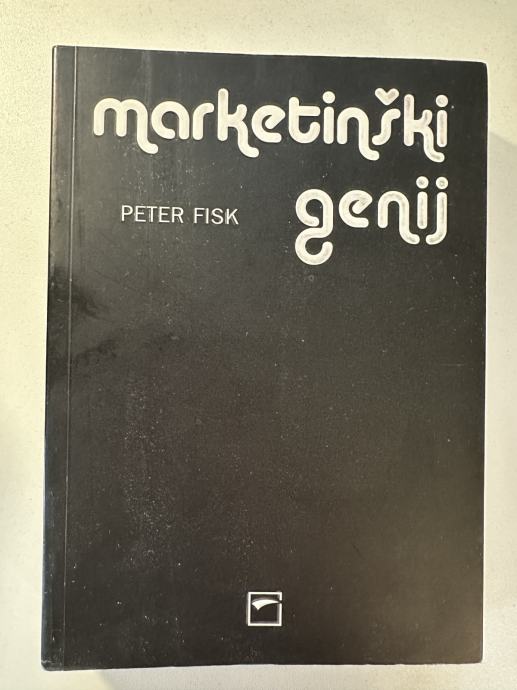 marketinški
PETER FISK
genij